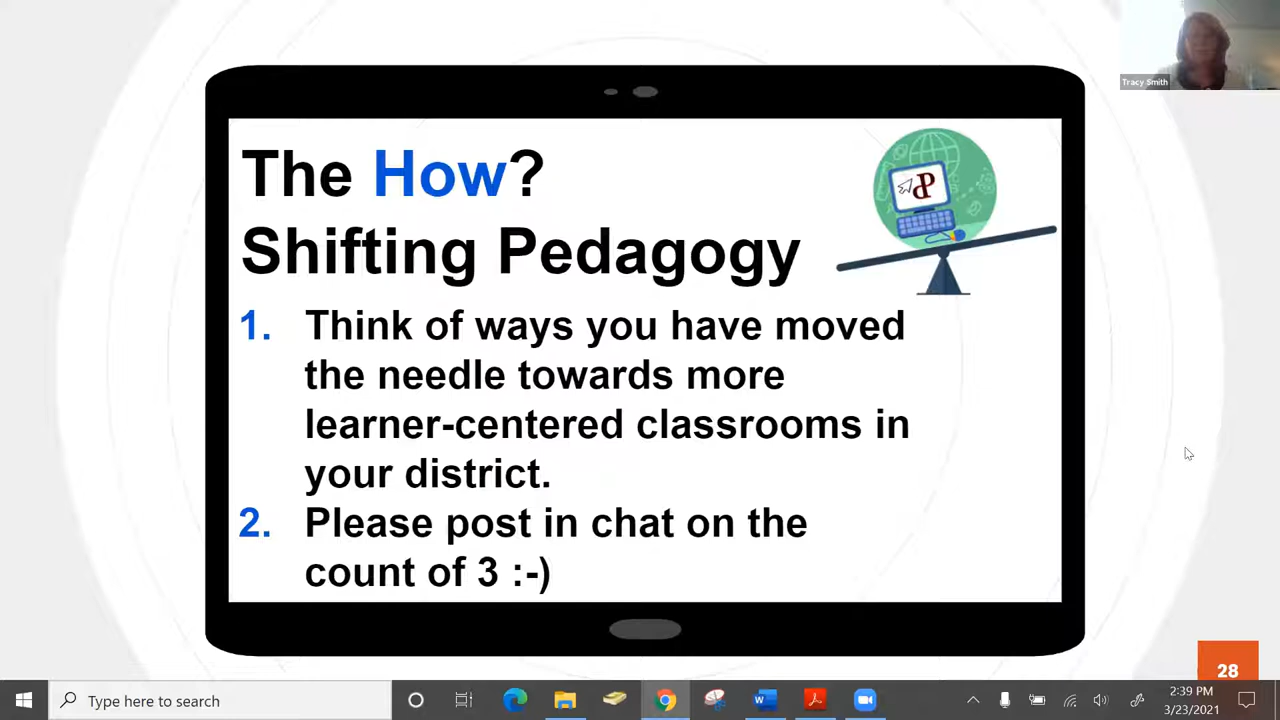 Tracy Smith
The How?
Shifting Pedagogy
1. Think of ways you have moved
the needle towards more
learner-centered classrooms in
your district.
2. Please post in chat on the
count of 3 :-)
28
Type here to search
2:39 PM
3/23/2021